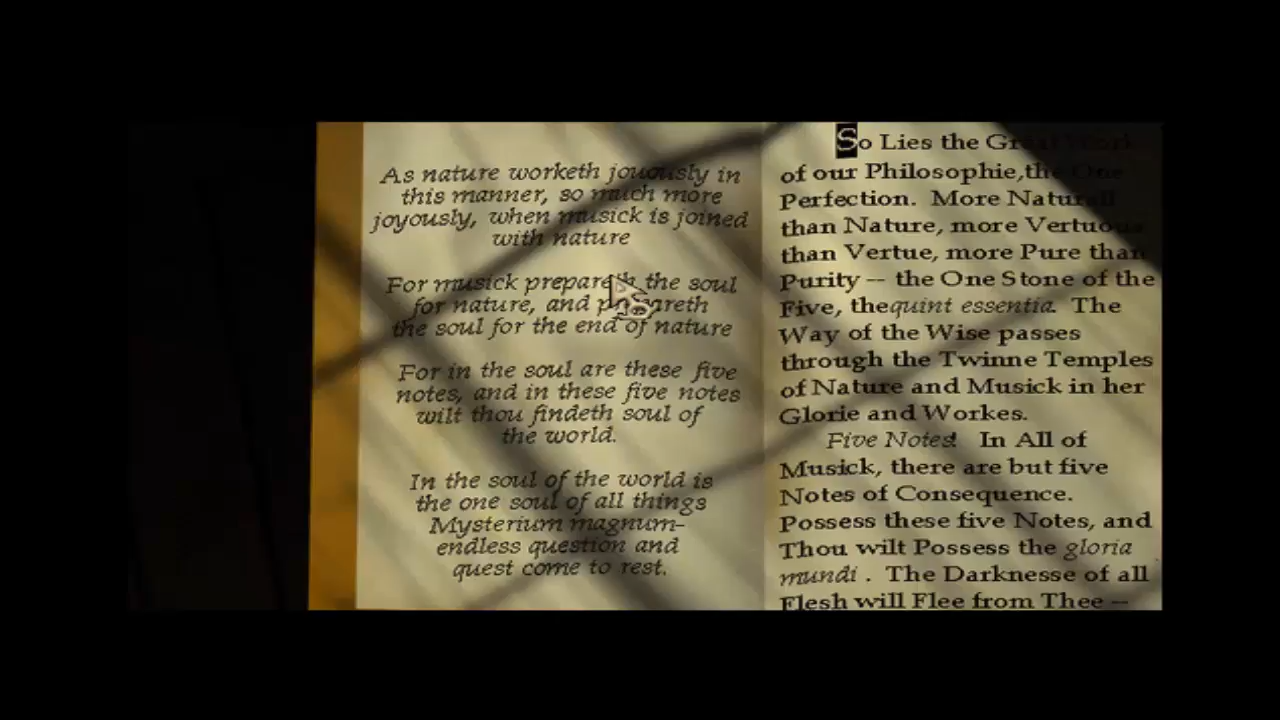 As nature worketh joyously in
this manner, so much more
joyously, when musick is joined
with nature
For musick prepareth the soul
for nature, and prepareth
the soul for the end of nature
For in the soul are these five
notes, and in these five notes
wilt thou findeth soul of
the world.
In the soul of the world is
the one soul of all things
Mysterium magnum-
endless question and
quest come to rest.
So Lies the Great Work
of our Philosophie,the One
Perfection. More Naturall
than Nature, more Vertuous
than Vertue, more Pure than
Purity -- the One Stone of the
Five, thequint essentia. The
Way of the Wise passes
through the Twinne Temples
of Nature and Musick in her
Glorie and Workes.
Five Notes! In All of
Musick, there are but five
Notes of Consequence.
Possess these five Notes, and
Thou wilt Possess the gloria
mundi . The Darknesse of all
Flesh will Flee from Thee --